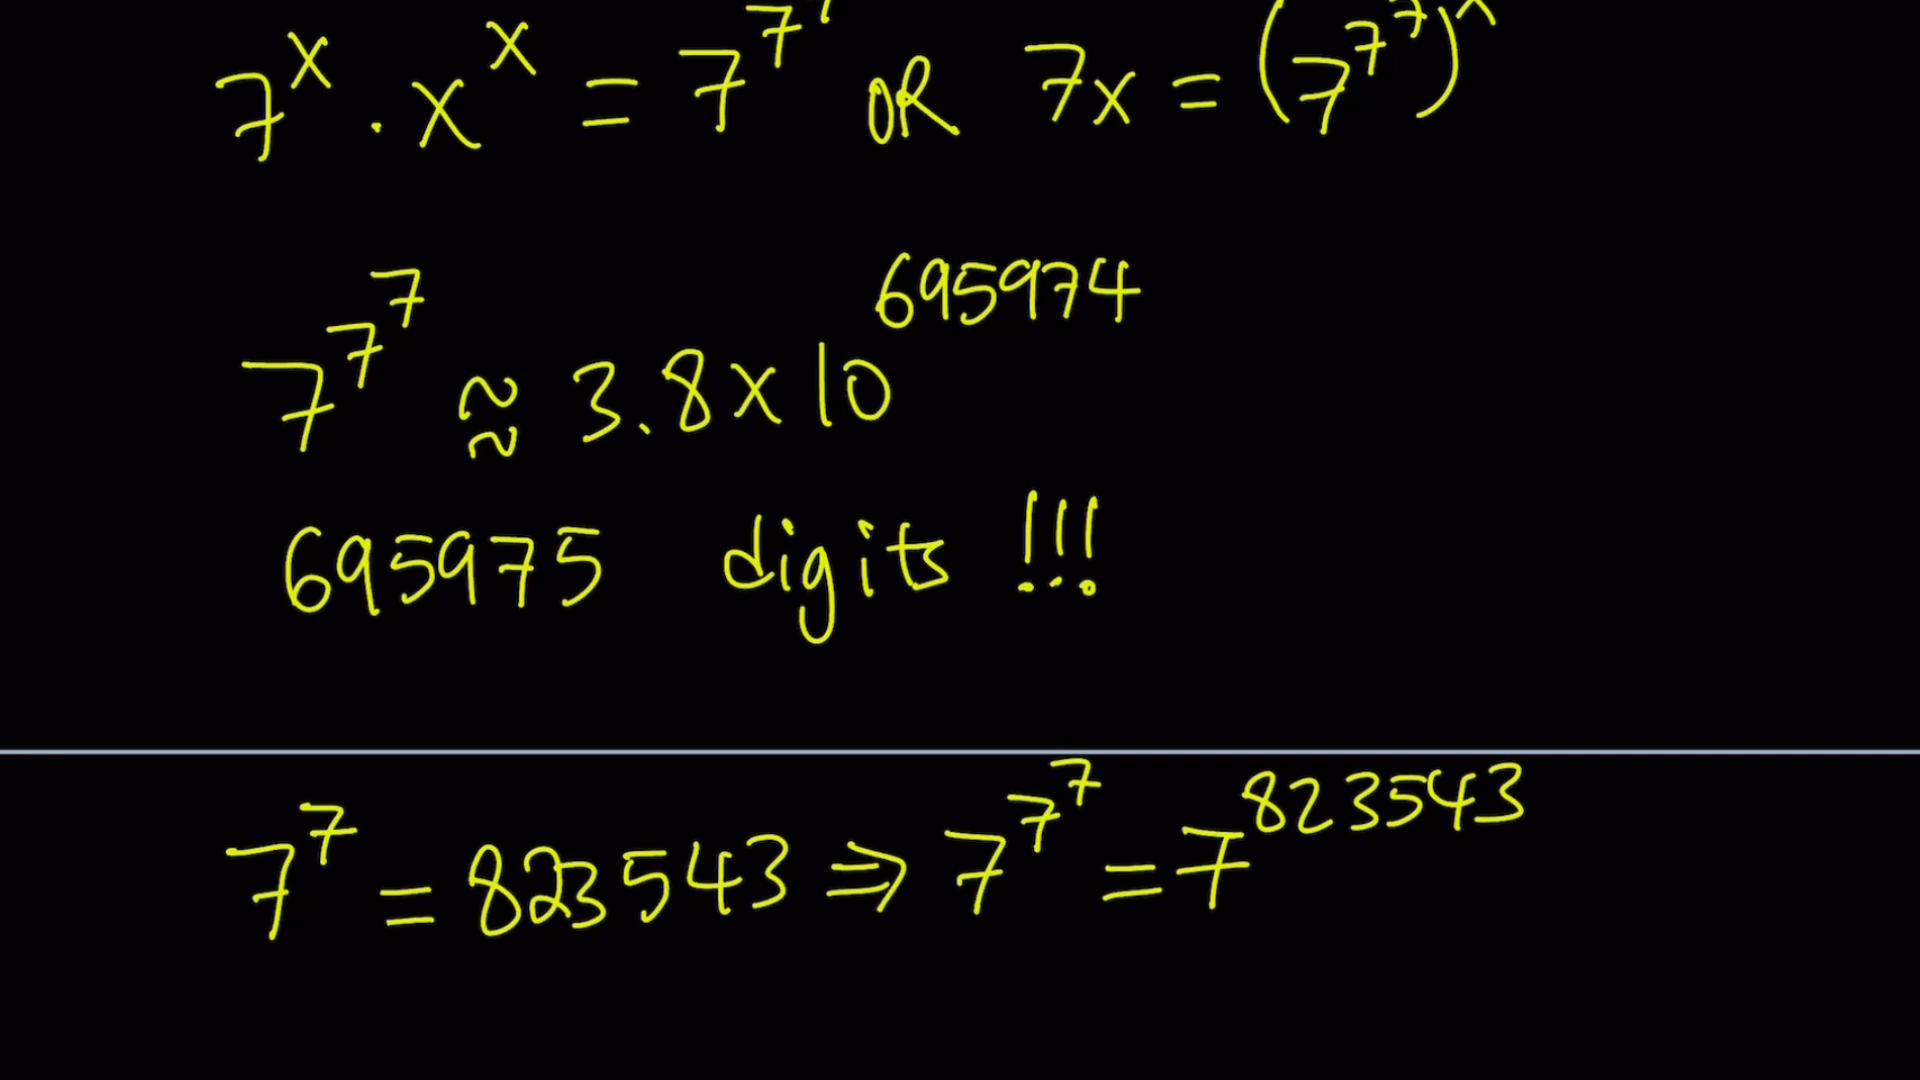 7^x · x^x = 7^7^7 OR 7x = (7^7^7)^x
7^7^7 ≈ 3.8 x 10^695974
695975 digits !!!
7^7 = 823543 ⇒ 7^7^7 = 7^823543